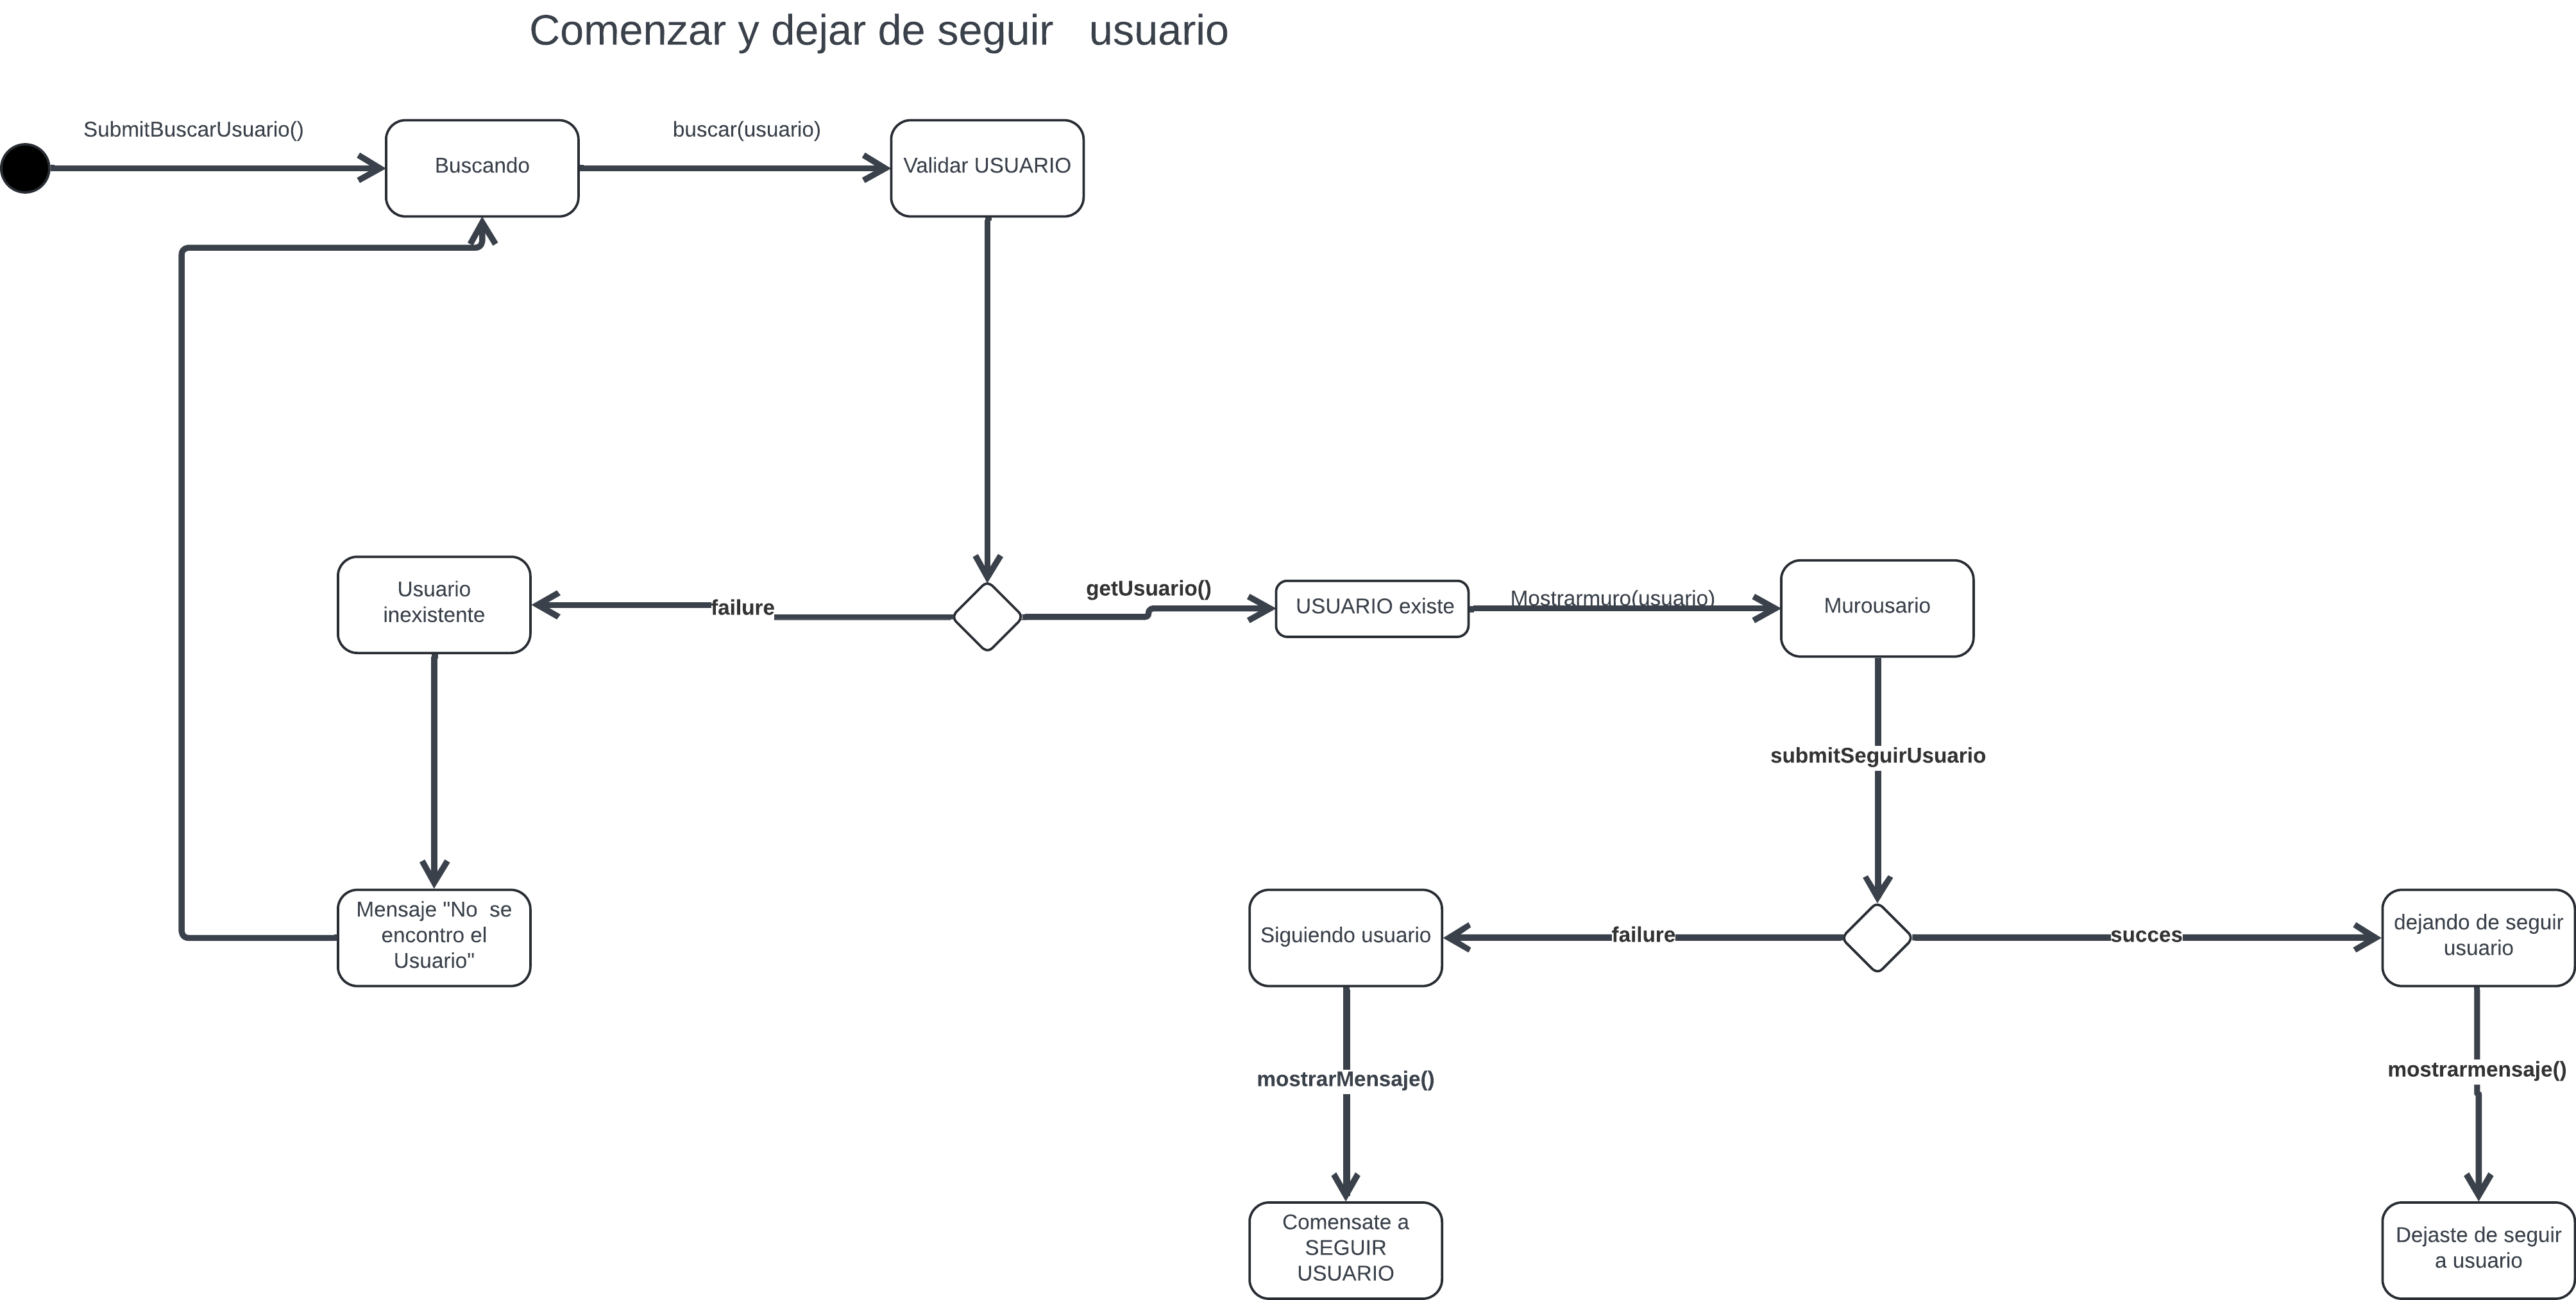 Comenzar y dejar de seguir   usuario
SubmitBuscarUsuario()
Buscando
buscar(usuario)
Validar USUARIO
Usuario
inexistente
failure
getUsuario()
USUARIO existe
Mostrarmuro(usuario)
Murousario
submitSeguirUsuario
Mensaje "No  se
encontro el
Usuario"
Siguiendo usuario
failure
succes
dejando de seguir
usuario
mostrarMensaje()
mostrarmensaje()
Comensate a
SEGUIR
USUARIO
Dejaste de seguir
a usuario